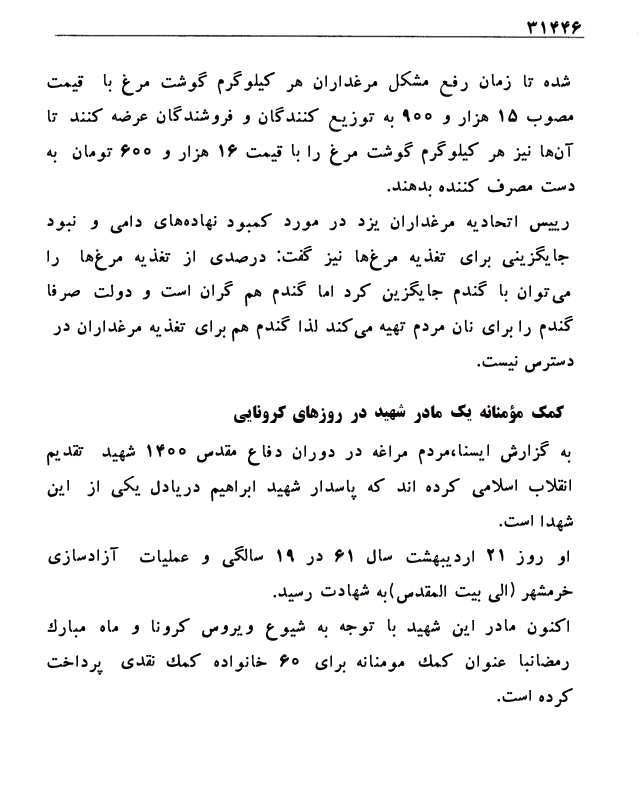 ۳۱۴۴۶
شده تا زمان رفع مشکل مرغداران هر کیلوگرم گوشت مرغ با قیمت
مصوب ۱۵ هزار و ۹۰۰ به توزیع کنندگان و فروشندگان عرضه کنند تا
آن‌ها نیز هر کیلوگرم گوشت مرغ را با قیمت ۱۶ هزار و ۶۰۰ تومان به
دست مصرف کننده بدهند.
رییس اتحادیه مرغداران یزد در مورد کمبود نهاده‌های دامی و نبود
جایگزینی برای تغذیه مرغ‌ها نیز گفت: درصدی از تغذیه مرغ‌ها را
می‌توان با گندم جایگزین کرد اما گندم هم گران است و دولت صرفا
گندم را برای نان مردم تهیه می‌کند لذا گندم هم برای تغذیه مرغداران در
دسترس نیست.
کمک مؤمنانه یک مادر شهید در روزهای کرونایی
به گزارش ایسنا،مردم مراغه در دوران دفاع مقدس ۱۴۰۰ شهید تقدیم
انقلاب اسلامی کرده اند که پاسدار شهید ابراهیم دریادل یکی از این
شهدا است.
او روز ۲۱ اردیبهشت سال ۶۱ در ۱۹ سالگی و عملیات آزادسازی
خرمشهر (الی بیت المقدس)به شهادت رسید.
اکنون مادر این شهید با توجه به شیوع ویروس کرونا و ماه مبارك
رمضانبا عنوان کمك مومنانه برای ۶۰ خانواده کمك نقدی پرداخت
کرده است.